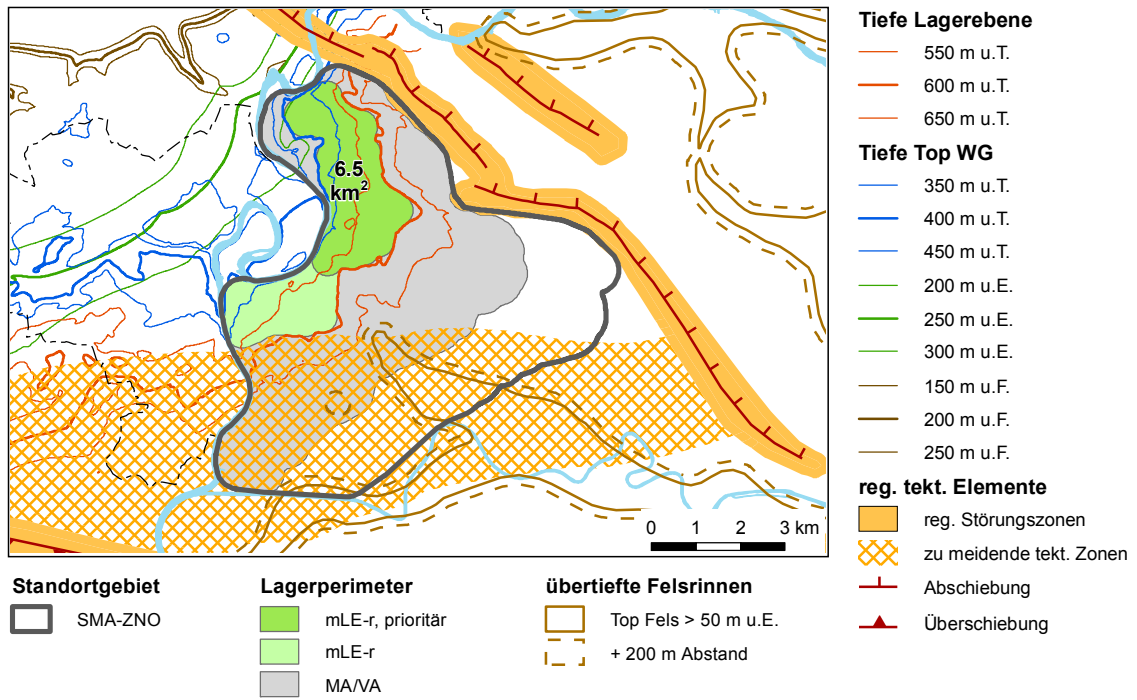 6.5
km²
0 1 2 3 km
Tiefe Lagerebene
550 m u.T.
600 m u.T.
650 m u.T.
Tiefe Top WG
350 m u.T.
400 m u.T.
450 m u.T.
200 m u.E.
250 m u.E.
300 m u.E.
150 m u.F.
200 m u.F.
250 m u.F.
reg. tekt. Elemente
reg. Störungszonen
zu meidende tekt. Zonen
Abschiebung
Überschiebung
Standortgebiet
SMA-ZNO
Lagerperimeter
mLE-r, prioritär
mLE-r
MA/VA
übertiefte Felsrinnen
Top Fels > 50 m u.E.
+ 200 m Abstand